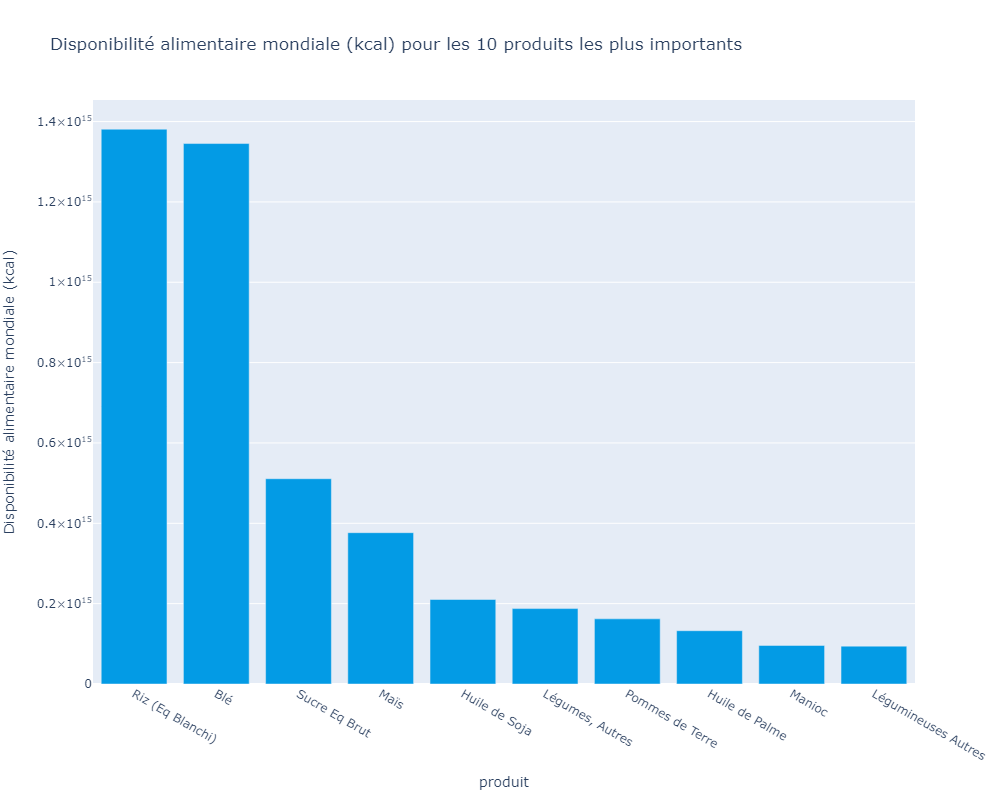 Disponibilité alimentaire mondiale (kcal) pour les 10 produits les plus importants
Disponibilité alimentaire mondiale (kcal)
1.4×10¹⁵
1.2×10¹⁵
1×10¹⁵
0.8×10¹⁵
0.6×10¹⁵
0.4×10¹⁵
0.2×10¹⁵
0
Riz (Eq Blanchi)
Blé
Sucre Eq Brut
Maïs
Huile de Soja
Légumes, Autres
Pommes de Terre
Huile de Palme
Manioc
Légumineuses Autres
produit